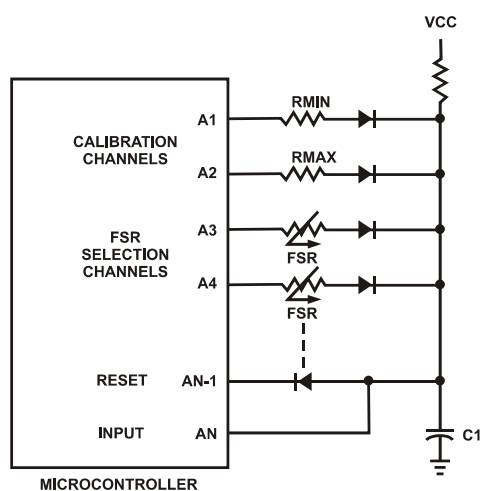 VCC
RMIN
A1
CALIBRATION
CHANNELS
RMAX
A2
FSR
SELECTION
CHANNELS
A3
FSR
A4
FSR
RESET
AN-1
INPUT
AN
C1
MICROCONTROLLER